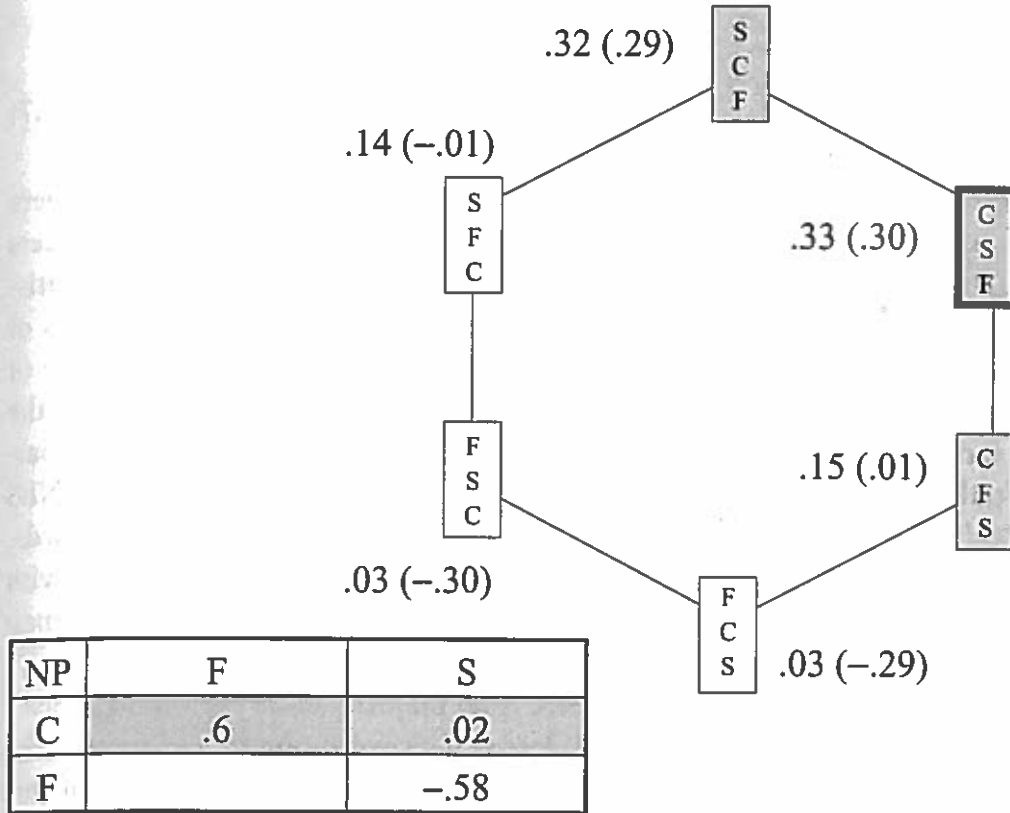 .32 (.29)
S
C
F
.14 (–.01)
S
F
C
.33 (.30)
C
S
F
F
S
C
.03 (–.30)
.15 (.01)
C
F
S
F
C
S
.03 (–.29)
NP F S
C .6 .02
F –.58